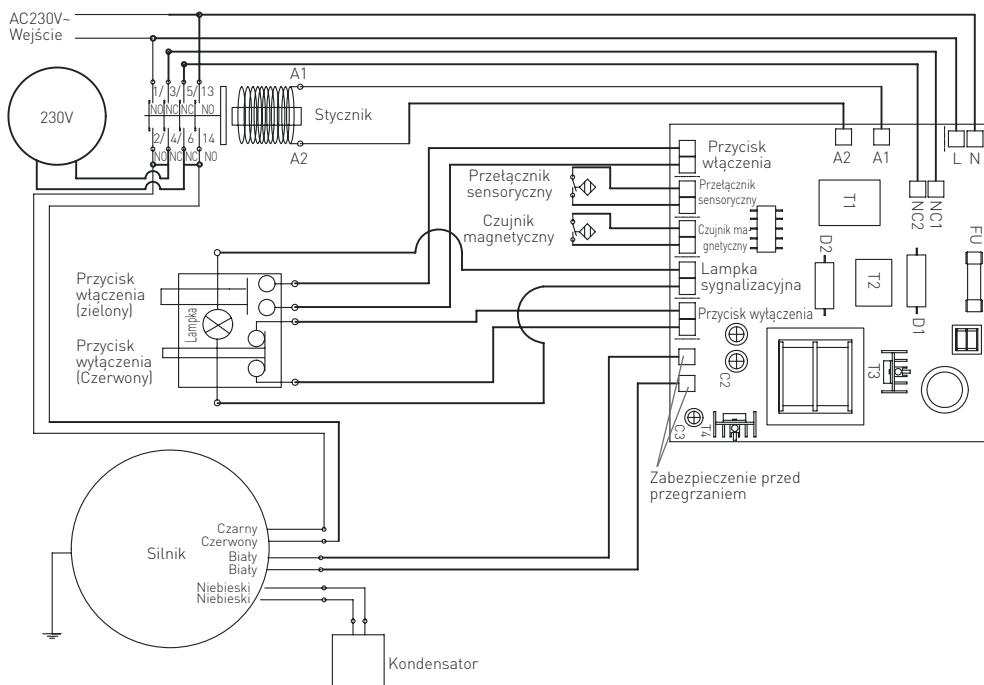 AC230V~
Wejście
230V
1/ 3/ 5/ 13
NO NC NC NO
2/ 4/ 6 14
NO NC NC NO
A1
A2
Stycznik
Przycisk
włączenia
Przełącznik
sensoryczny
Czujnik
magnetyczny
Przełącznik
sensoryczny
Czujnik ma-
gnetyczny
Lampka
sygnalizacyjna
Przycisk wyłączenia
A2
A1
L N
NC2
NC1
T1
T2
D2
D1
FU
C2
T3
C3
T4
Przycisk
włączenia
(zielony)
Lampka
Przycisk
wyłączenia
(Czerwony)
Zabezpieczenie przed
przegrzaniem
Silnik
Czarny
Czerwony
Biały
Biały
Niebieski
Niebieski
Kondensator